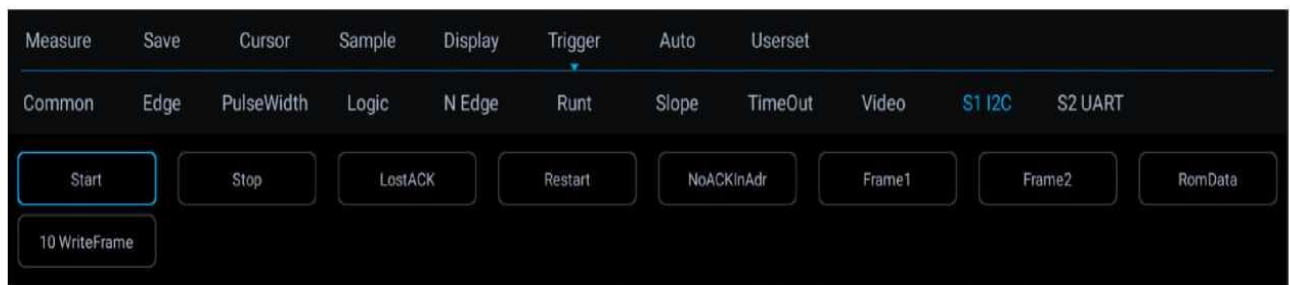 Measure Save Cursor Sample Display Trigger Auto Userset
Common Edge PulseWidth Logic N Edge Runt Slope TimeOut Video S1 I2C S2 UART
Start Stop LostACK Restart NoACKInAdr Frame1 Frame2 RomData
10 WriteFrame